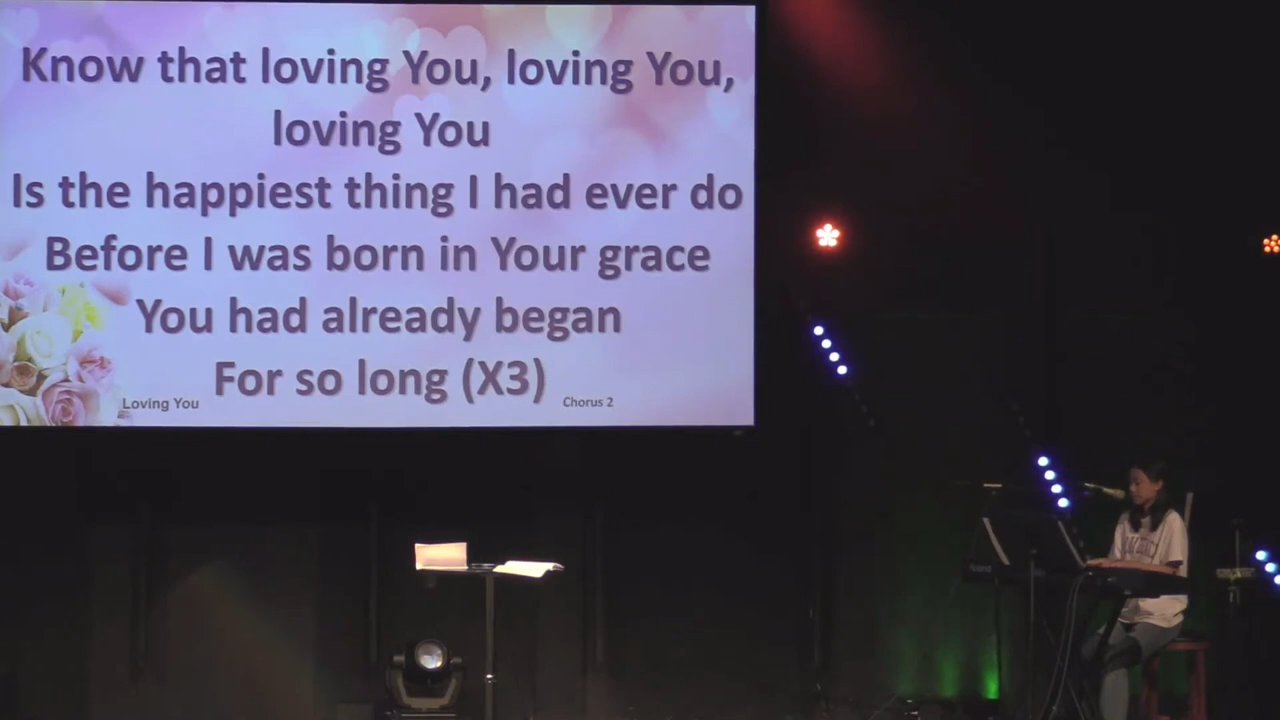 Know that loving You, loving You,
loving You
Is the happiest thing I had ever do
Before I was born in Your grace
You had already began
For so long (X3)
Loving You
Chorus 2